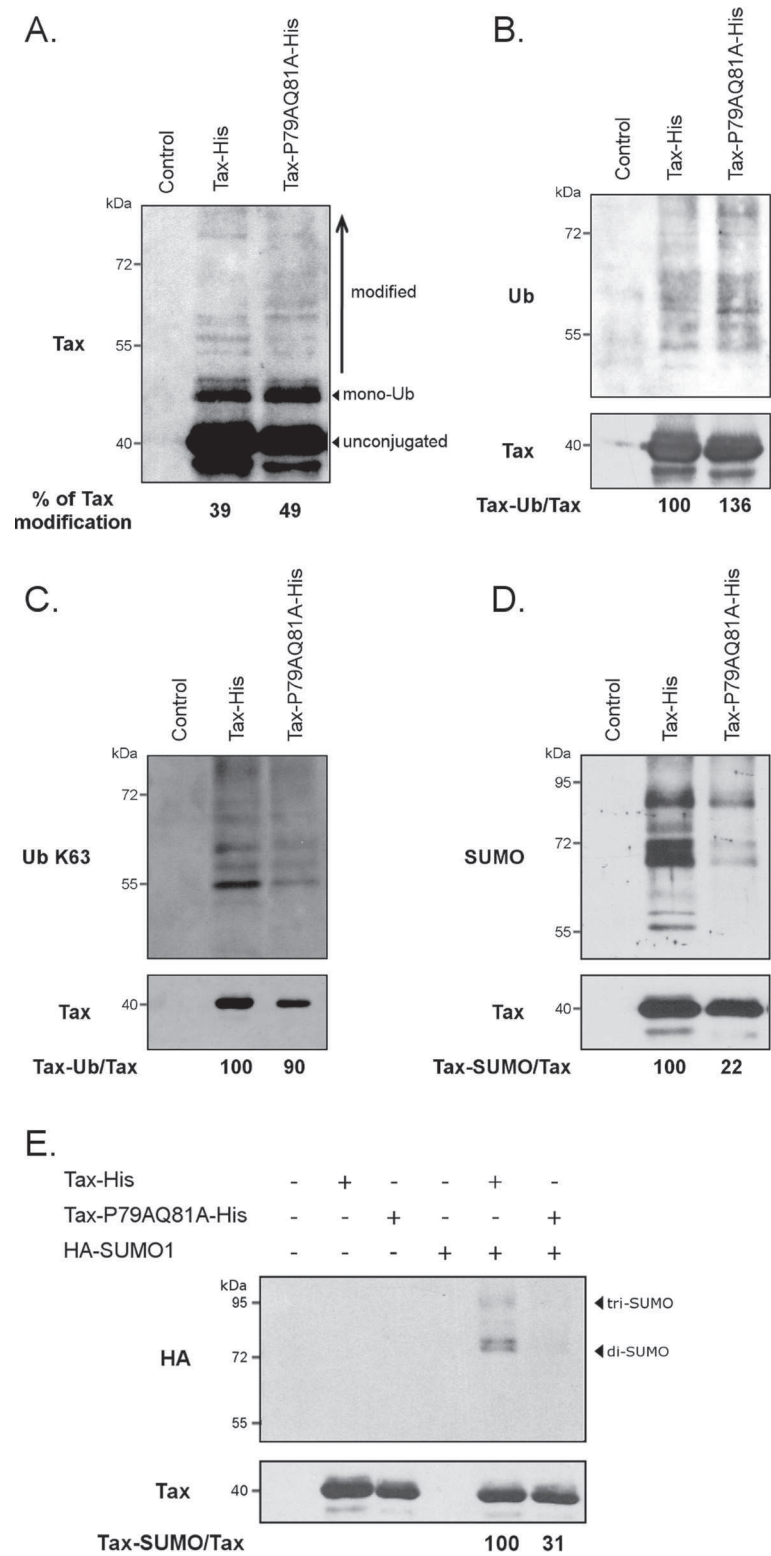 A.
Control
Tax-His
Tax-P79AQ81A-His
kDa
72
55
40
Tax
modified
mono-Ub
unconjugated
% of Tax
modification
39 49
B.
Control
Tax-His
Tax-P79AQ81A-His
kDa
72
55
Ub
40
Tax
Tax-Ub/Tax 100 136
C.
Control
Tax-His
Tax-P79AQ81A-His
kDa
72
55
Ub K63
40
Tax
Tax-Ub/Tax 100 90
D.
Control
Tax-His
Tax-P79AQ81A-His
kDa
95
72
55
SUMO
40
Tax
Tax-SUMO/Tax 100 22
E.
Tax-His - + - - + -
Tax-P79AQ81A-His - - + - - +
HA-SUMO1 - - - + + +
kDa
95
72
55
HA
tri-SUMO
di-SUMO
40
Tax
Tax-SUMO/Tax 100 31